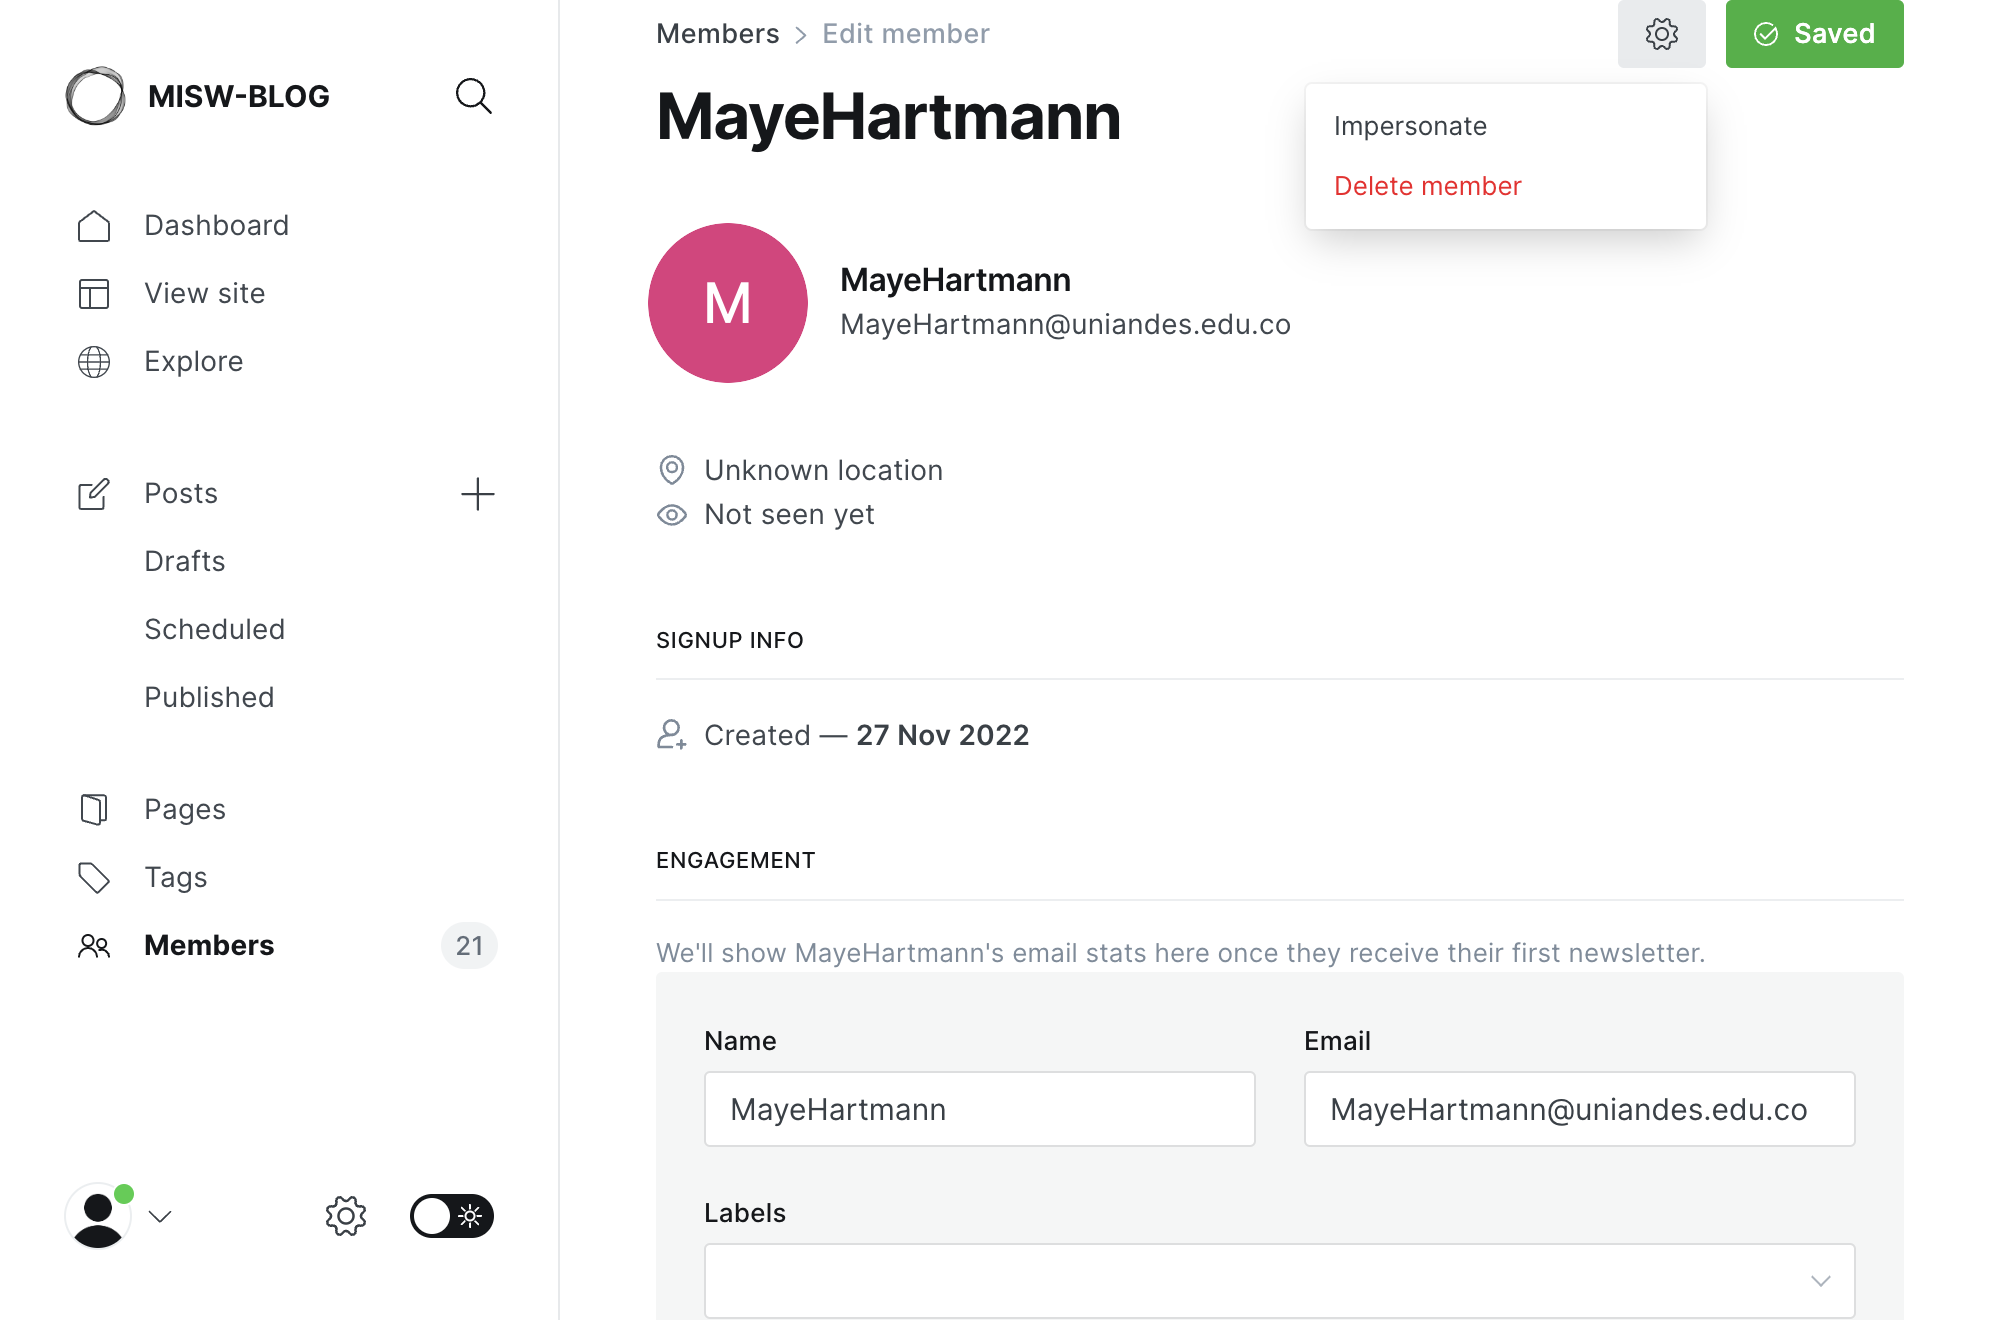 MISW-BLOG
Dashboard
View site
Explore
Posts
Drafts
Scheduled
Published
Pages
Tags
Members 21
Members > Edit member
Saved
MayeHartmann
Impersonate
Delete member
M
MayeHartmann
MayeHartmann@uniandes.edu.co
Unknown location
Not seen yet
SIGNUP INFO
Created — 27 Nov 2022
ENGAGEMENT
We'll show MayeHartmann's email stats here once they receive their first newsletter.
Name
MayeHartmann
Email
MayeHartmann@uniandes.edu.co
Labels